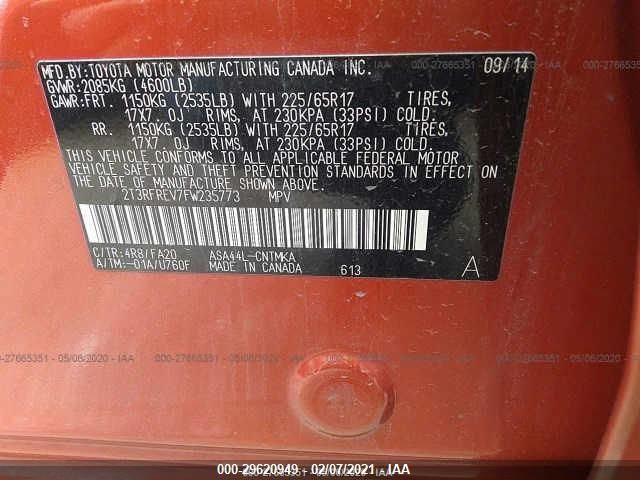 MFD.BY:TOYOTA MOTOR MANUFACTURING CANADA INC. 09/14
GVWR:2085KG (4600LB)
GAWR:FRT. 1150KG (2535LB) WITH 225/65R17 TIRES,
17X7.0J RIMS, AT 230KPA (33PSI) COLD.
RR. 1150KG (2535LB) WITH 225/65R17 TIRES,
17X7.0J RIMS, AT 230KPA (33PSI) COLD.
THIS VEHICLE CONFORMS TO ALL APPLICABLE FEDERAL MOTOR
VEHICLE SAFETY AND THEFT PREVENTION STANDARDS IN EFFECT ON
THE DATE OF MANUFACTURE SHOWN ABOVE.
2T3RFREV7FW235773 MPV
C/TR:4R8/FA20 ASA44L-CNTMKA
A/TM:-01A/U760F MADE IN CANADA 613 A
000-27665351 - 05/06/2020 - IAA
000-29620949 - 02/07/2021 - IAA